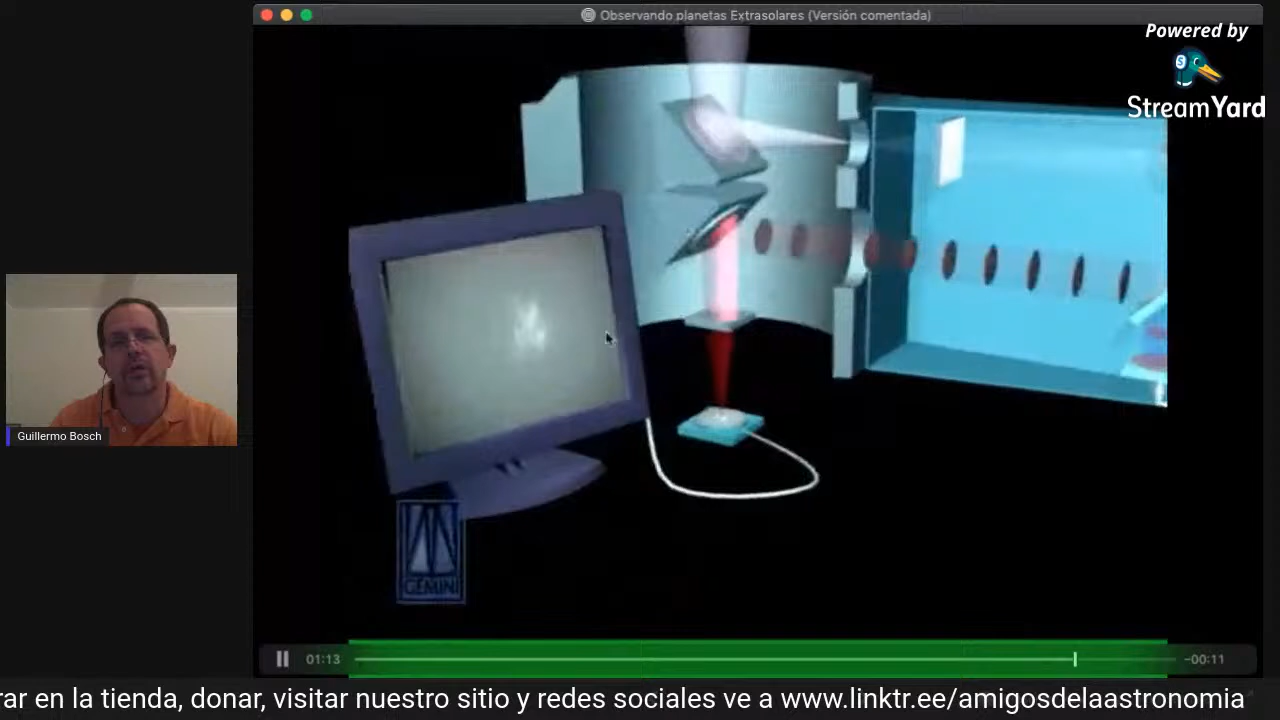 Observando planetas Extrasolares (Versión comentada)
Powered by
StreamYard
Guillermo Bosch
GEMINI
01:13
-00:11
rar en la tienda, donar, visitar nuestro sitio y redes sociales ve a www.linktr.ee/amigosdelaastronomia